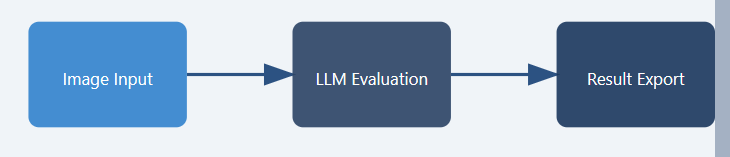 Image Input
LLM Evaluation
Result Export